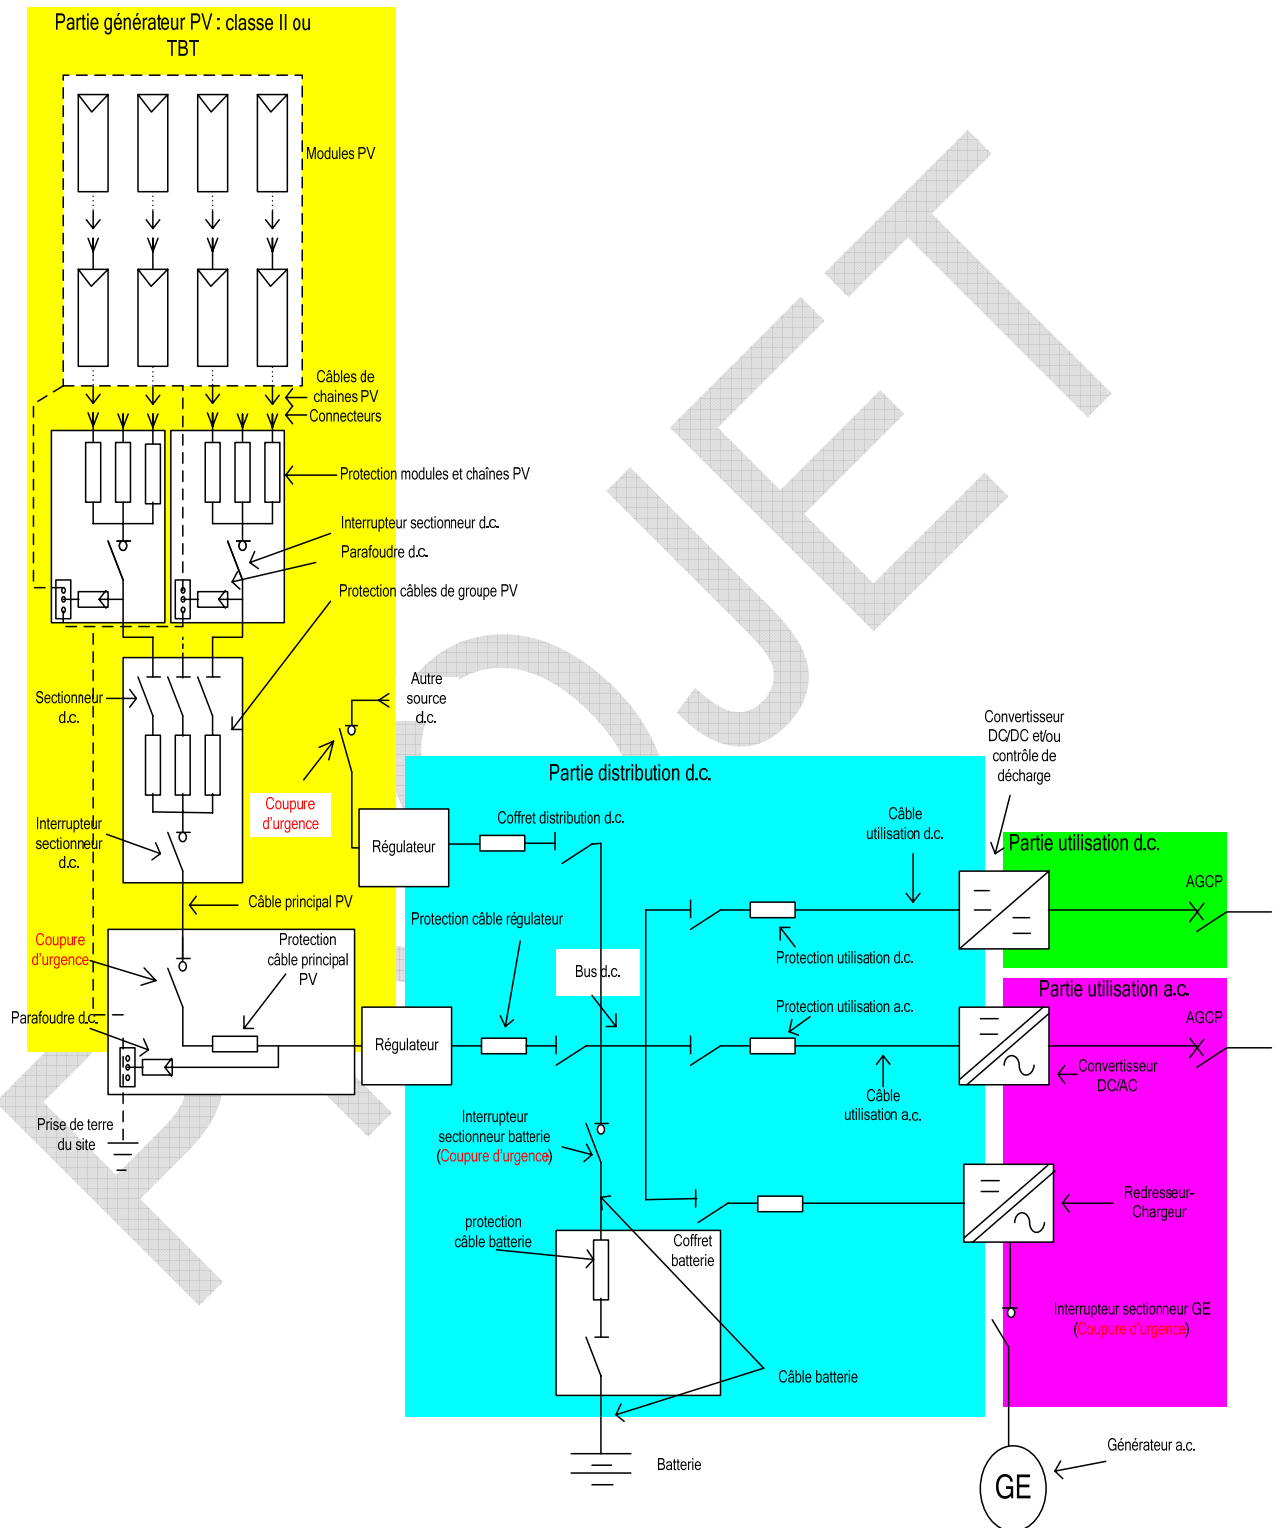 Partie générateur PV : classe II ou
TBT
Modules PV
Câbles de
chaines PV
Connecteurs
Protection modules et chaînes PV
Interrupteur sectionneur d.c.
Parafoudre d.c.
Protection câbles de groupe PV
Sectionneur
d.c.
Autre
source
d.c.
Coupure
d'urgence
Interrupteur
sectionneur
d.c.
Câble principal PV
Coupure
d'urgence
Protection
câble principal
PV
Parafoudre d.c.
Prise de terre
du site
Régulateur
Régulateur
Partie distribution d.c.
Coffret distribution d.c.
Câble
utilisation d.c.
Protection câble régulateur
Bus d.c.
Protection utilisation d.c.
Protection utilisation a.c.
Câble
utilisation a.c.
Interrupteur
sectionneur batterie
(Coupure d'urgence)
protection
câble batterie
Coffret
batterie
Câble batterie
Batterie
Convertisseur
DC/DC et/ou
contrôle de
décharge
Partie utilisation d.c.
AGCP
Partie utilisation a.c.
AGCP
Convertisseur
DC/AC
Redresseur-
Chargeur
Interrupteur sectionneur GE
(Coupure d'urgence)
Générateur a.c.
GE
PROJET